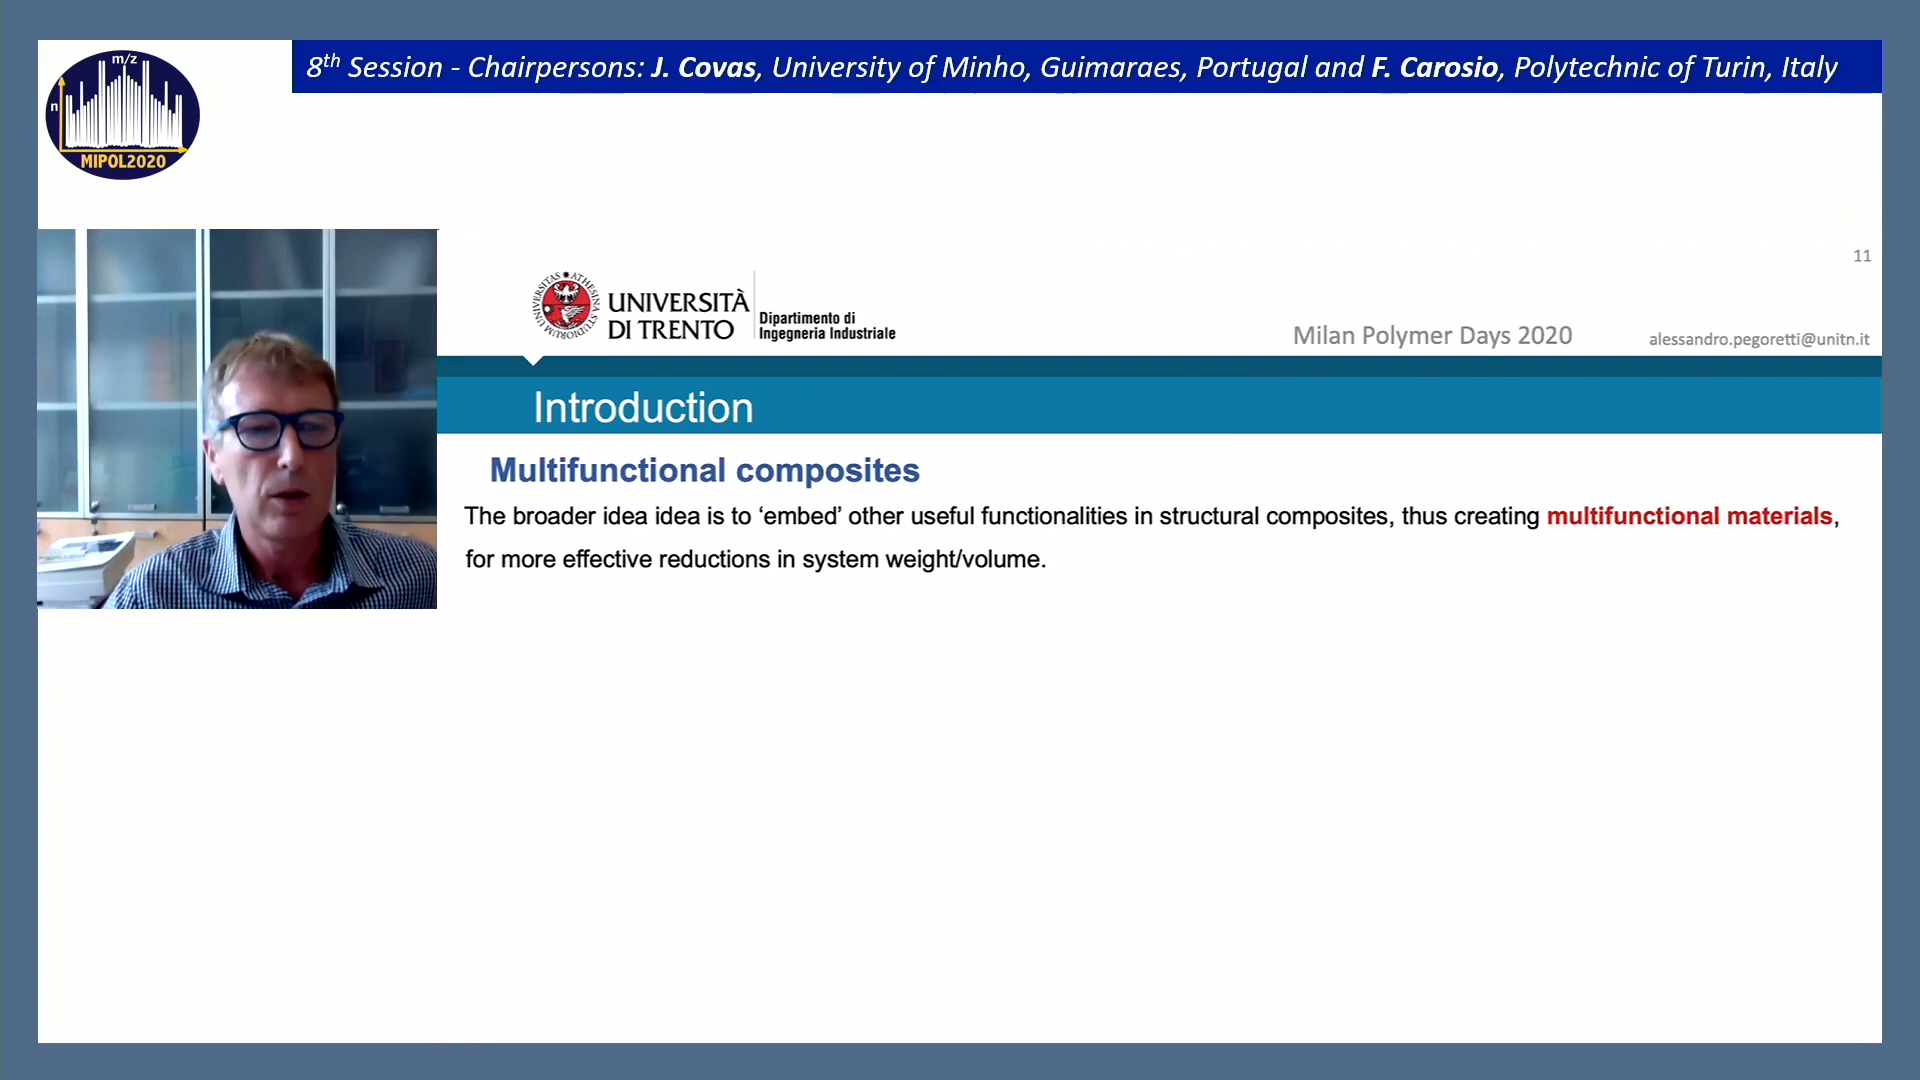 8th Session - Chairpersons: J. Covas, University of Minho, Guimaraes, Portugal and F. Carosio, Polytechnic of Turin, Italy
m/z
n
MIPOL2020
11
UNIVERSITAS ATHESINA STUDIORUM
UNIVERSITÀ
DI TRENTO
Dipartimento di
Ingegneria Industriale
Milan Polymer Days 2020
alessandro.pegoretti@unitn.it
Introduction
Multifunctional composites
The broader idea idea is to ‘embed’ other useful functionalities in structural composites, thus creating multifunctional materials,
for more effective reductions in system weight/volume.